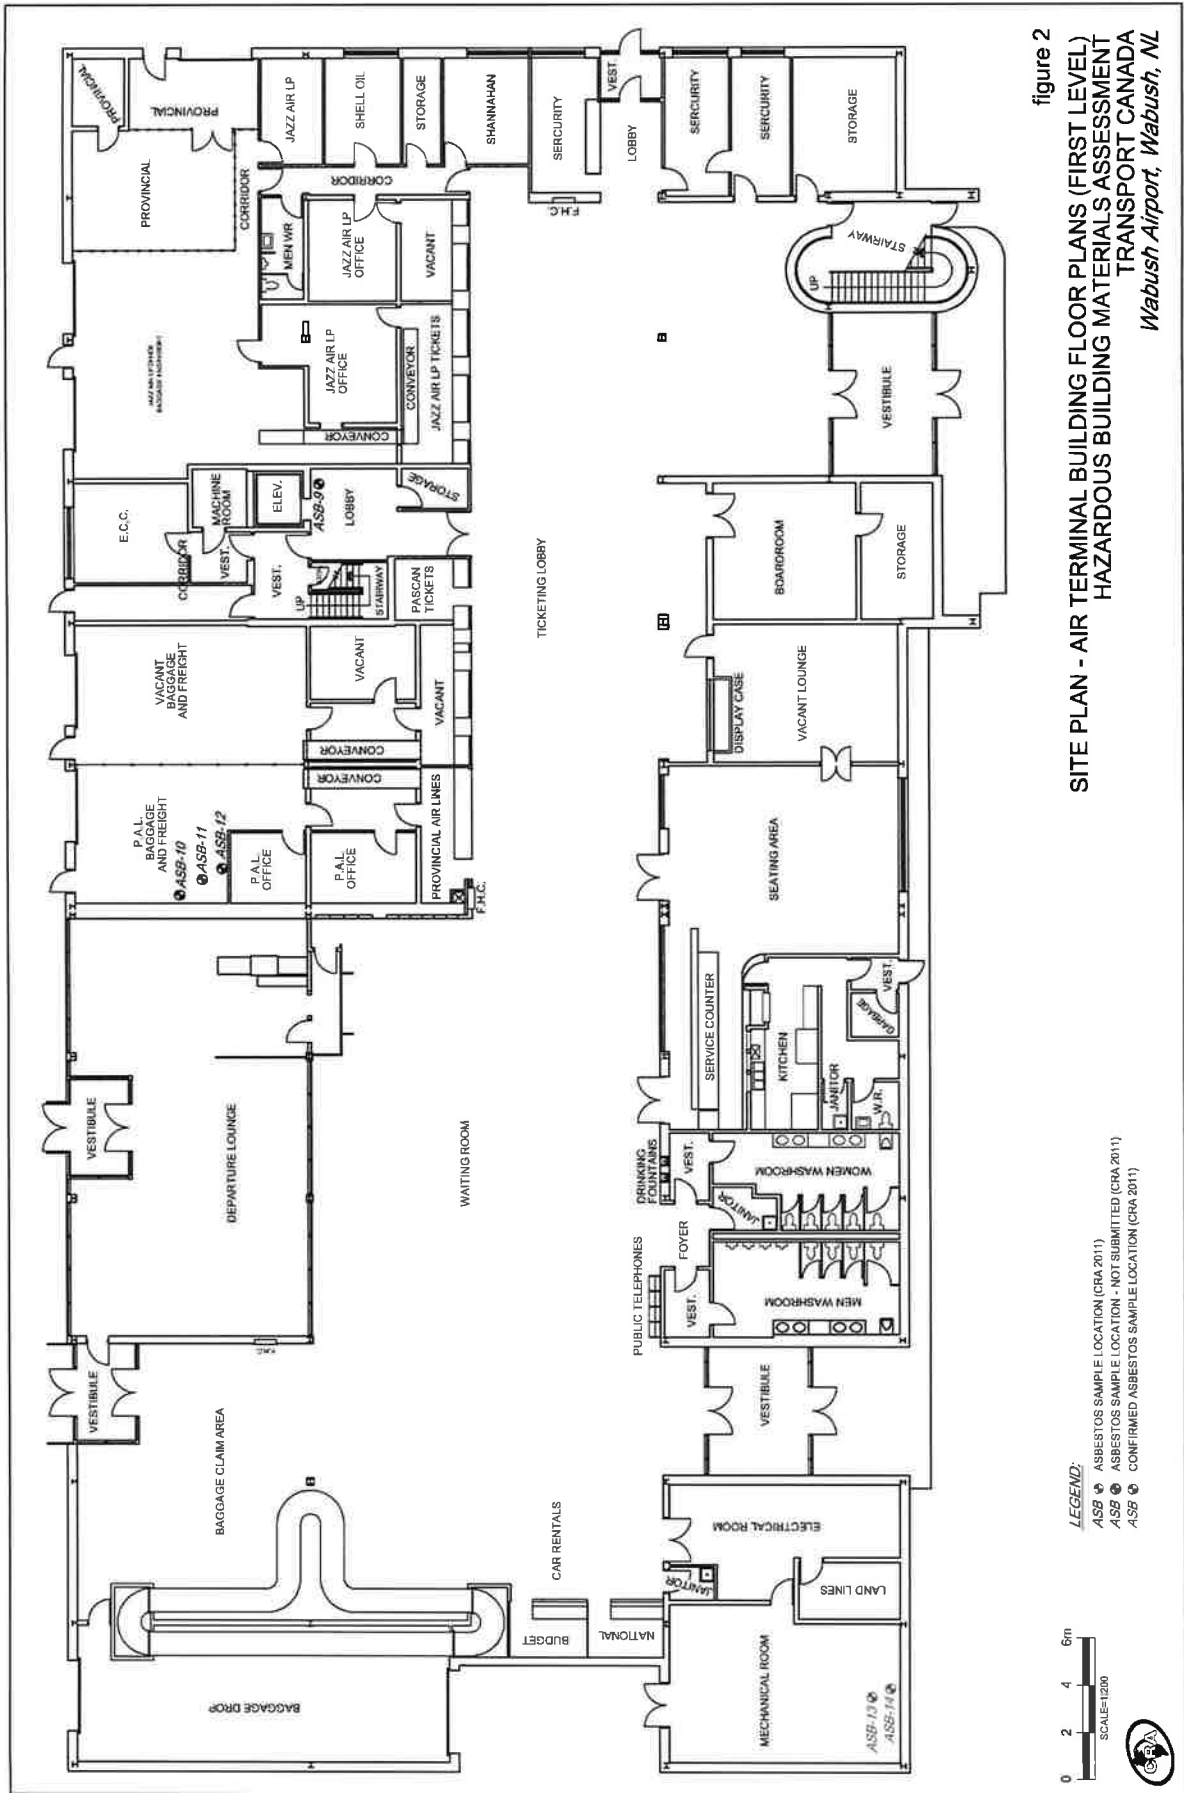 PROVINCIAL
PROVINCIAL
PROVINCIAL
CORRIDOR
JAZZ AIR LP
SHELL OIL
STORAGE
SHANNAHAN
SERCURITY
VEST.
LOBBY
SERCURITY
SERCURITY
STORAGE
CORRIDOR
MEN WR
JAZZ AIR LP
OFFICE
VACANT
F.H.C.
STAIRWAY
UP
JAZZ AIR LP
OFFICE
CONVEYOR
JAZZ AIR LP TICKETS
CONVEYOR
VESTIBULE
E.C.C.
MACHINE
ROOM
ELEV.
ASB-9
LOBBY
STORAGE
CORRIDOR
VEST.
VEST.
UP
STAIRWAY
PASCAN
TICKETS
TICKETING LOBBY
BOARDROOM
STORAGE
VACANT
BAGGAGE
AND FREIGHT
VACANT
VACANT
CONVEYOR
CONVEYOR
DISPLAY CASE
VACANT LOUNGE
P.A.L.
BAGGAGE
AND FREIGHT
ASB-10
ASB-11
ASB-12
P.A.L.
OFFICE
P.A.L.
OFFICE
PROVINCIAL AIR LINES
F.H.C.
SEATING AREA
SERVICE COUNTER
KITCHEN
VEST.
GARBAGE
JANITOR
W.R.
VESTIBULE
DEPARTURE LOUNGE
WAITING ROOM
DRINKING
FOUNTAINS
VEST.
WOMEN WASHROOM
JANITOR
FOYER
PUBLIC TELEPHONES
VEST.
MEN WASHROOM
F.H.C.
VESTIBULE
VESTIBULE
BAGGAGE CLAIM AREA
CAR RENTALS
ELECTRICAL ROOM
JANITOR
LAND LINES
BUDGET
NATIONAL
BAGGAGE DROP
MECHANICAL ROOM
ASB-13
ASB-14
LEGEND:
ASB ASBESTOS SAMPLE LOCATION (CRA 2011)
ASB ASBESTOS SAMPLE LOCATION - NOT SUBMITTED (CRA 2011)
ASB CONFIRMED ASBESTOS SAMPLE LOCATION (CRA 2011)
0 2 4 6m
SCALE=1:200
CRA
figure 2
SITE PLAN - AIR TERMINAL BUILDING FLOOR PLANS (FIRST LEVEL)
HAZARDOUS BUILDING MATERIALS ASSESSMENT
TRANSPORT CANADA
Wabush Airport, Wabush, NL